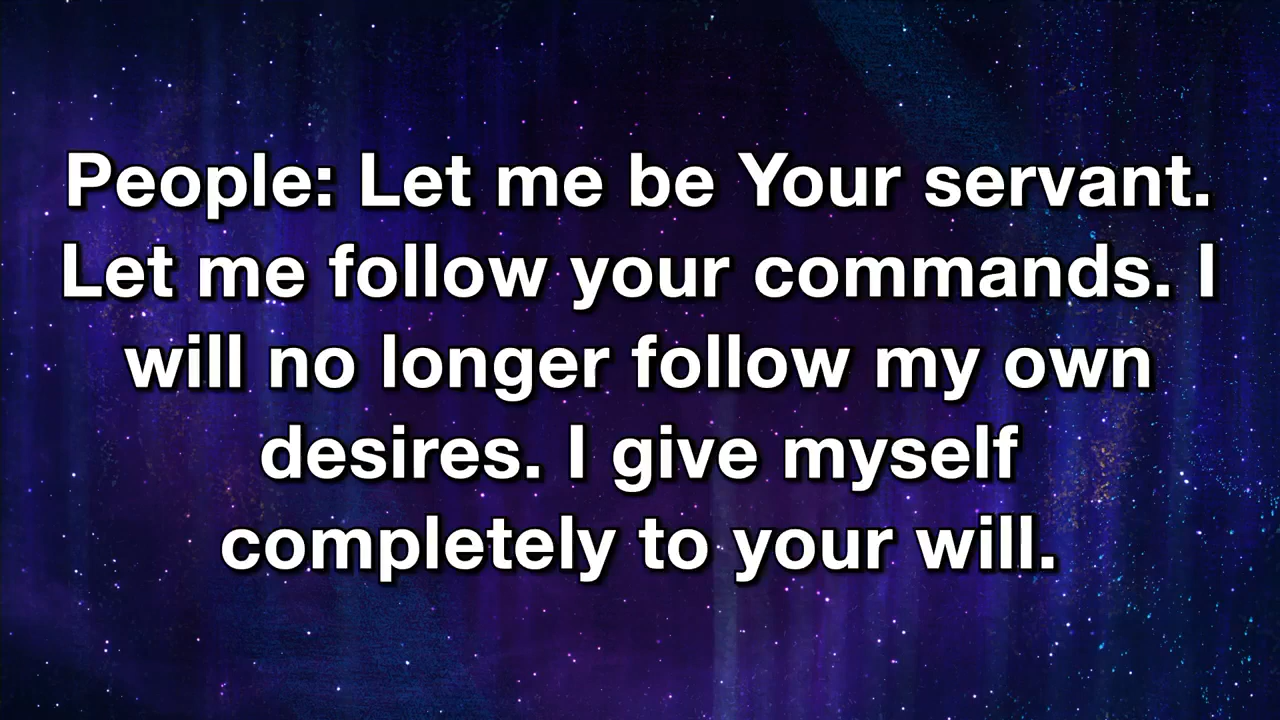 People: Let me be Your servant.
Let me follow your commands. I
will no longer follow my own
desires. I give myself
completely to your will.